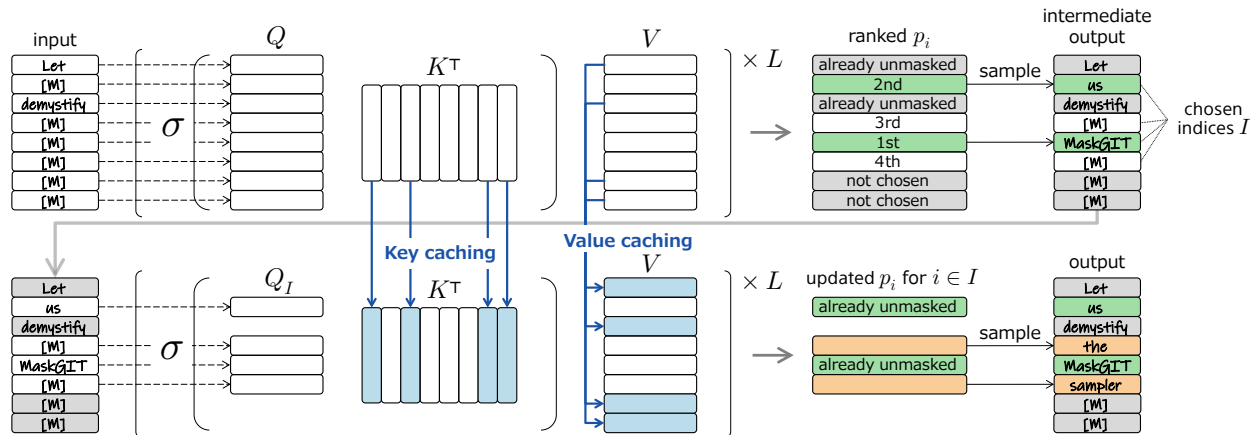 input
Let
[M]
demystify
[M]
[M]
[M]
[M]
[M]
σ
Q
K⊤
V
× L
ranked p_i
already unmasked
2nd
already unmasked
3rd
1st
4th
not chosen
not chosen
sample
intermediate
output
Let
us
demystify
[M]
MaskGIT
[M]
[M]
[M]
chosen
indices I
Key caching
Value caching
Let
us
demystify
[M]
MaskGIT
[M]
[M]
[M]
σ
Q_I
K⊤
V
× L
updated p_i for i ∈ I
already unmasked
already unmasked
sample
output
Let
us
demystify
the
MaskGIT
sampler
[M]
[M]